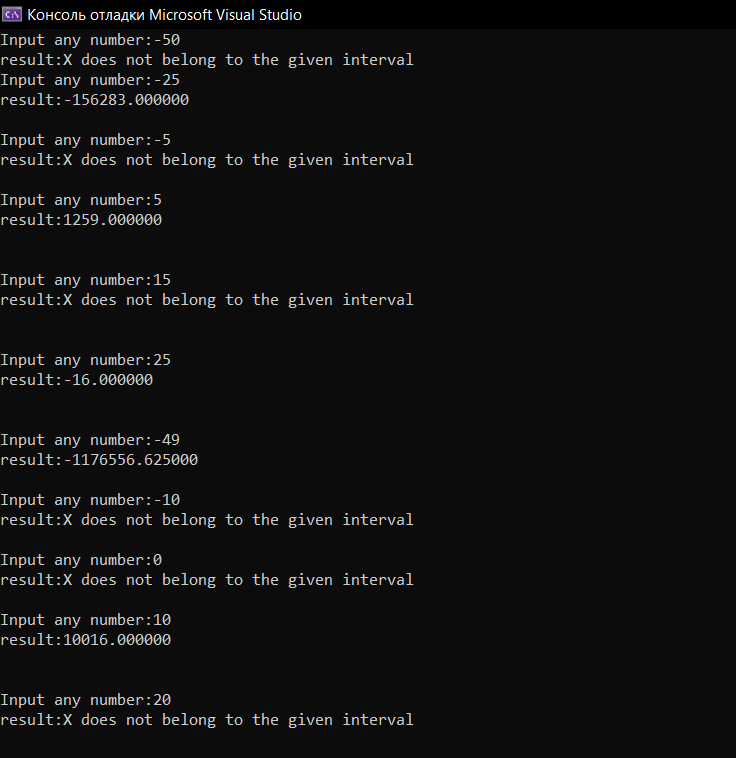 Консоль отладки Microsoft Visual Studio
Input any number:-50
result:X does not belong to the given interval
Input any number:-25
result:-156283.000000
Input any number:-5
result:X does not belong to the given interval
Input any number:5
result:1259.000000
Input any number:15
result:X does not belong to the given interval
Input any number:25
result:-16.000000
Input any number:-49
result:-1176556.625000
Input any number:-10
result:X does not belong to the given interval
Input any number:0
result:X does not belong to the given interval
Input any number:10
result:10016.000000
Input any number:20
result:X does not belong to the given interval